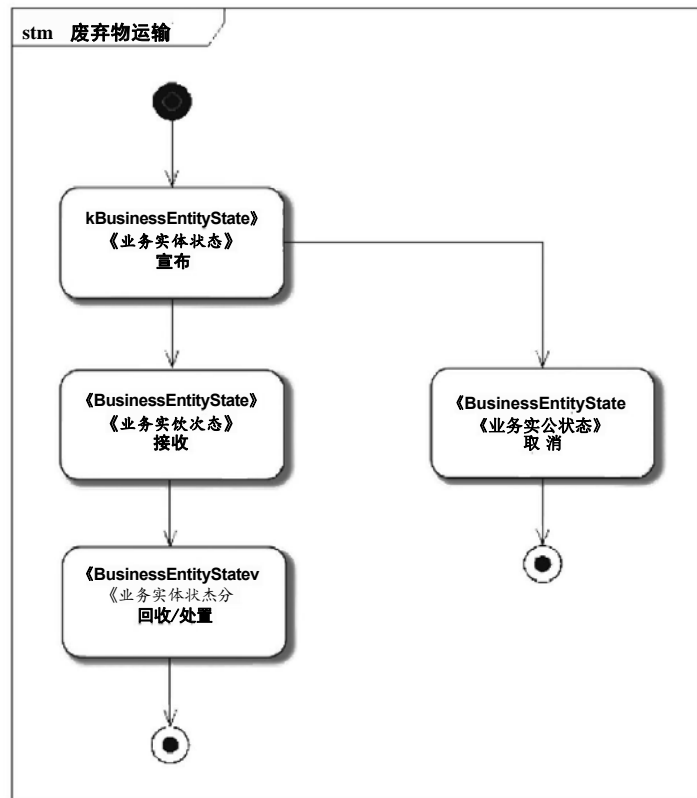 stm 废弃物运输
kBusinessEntityState》
《业务实体状态》
宣布
《BusinessEntityState》
《业务实饮次态》
接收
《BusinessEntityState
《业务实公状态》
取 消
《BusinessEntityStatev
《业务实体状杰分
回收/处置